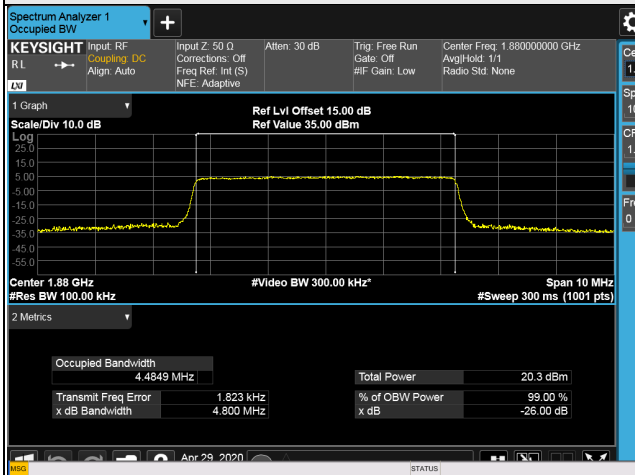 Spectrum Analyzer 1
Occupied BW
KEYSIGHT
R L
LXI
Input: RF
Coupling: DC
Align: Auto
Input Z: 50 Ω
Corrections: Off
Freq Ref: Int (S)
NFE: Adaptive
Atten: 30 dB
Trig: Free Run
Gate: Off
#IF Gain: Low
Center Freq: 1.880000000 GHz
Avg|Hold: 1/1
Radio Std: None
1 Graph
Scale/Div 10.0 dB
Ref Lvl Offset 15.00 dB
Ref Value 35.00 dBm
Log
25.0
15.0
5.00
-5.00
-15.0
-25.0
-35.0
-45.0
-55.0
Center 1.88 GHz
#Res BW 100.00 kHz
#Video BW 300.00 kHz*
Span 10 MHz
#Sweep 300 ms (1001 pts)
2 Metrics
Occupied Bandwidth
4.4849 MHz
Transmit Freq Error 1.823 kHz
x dB Bandwidth 4.800 MHz
Total Power 20.3 dBm
% of OBW Power 99.00 %
x dB -26.00 dB
Apr 29, 2020
MSG
STATUS